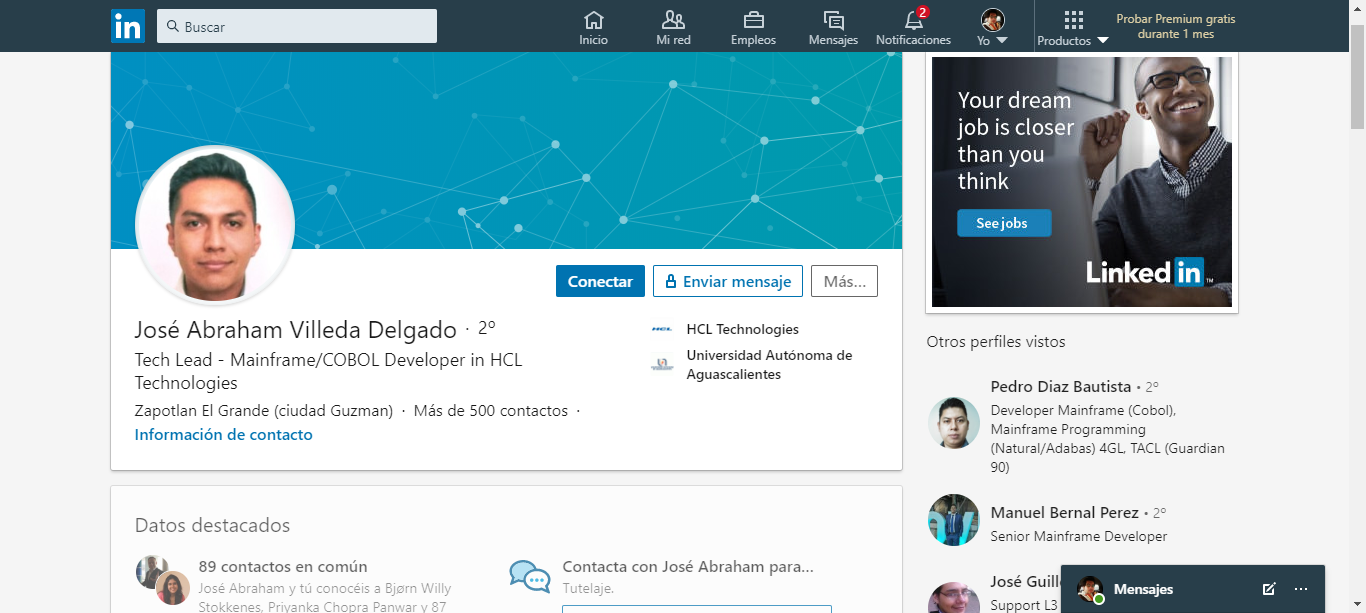 in
Buscar
Inicio
Mi red
Empleos
Mensajes
2
Notificaciones
Yo
Productos
Probar Premium gratis
durante 1 mes
José Abraham Villeda Delgado · 2º
Tech Lead - Mainframe/COBOL Developer in HCL
Technologies
Zapotlan El Grande (ciudad Guzman) · Más de 500 contactos ·
Información de contacto
Conectar
Enviar mensaje
Más...
HCL
HCL Technologies
Universidad Autónoma de
Aguascalientes
Datos destacados
89 contactos en común
José Abraham y tú conocéis a Bjørn Willy
Stokkenes, Priyanka Chopra Panwar y 87
Contacta con José Abraham para...
Tutelaje.
Your dream
job is closer
than you
think
See jobs
Linked in™
Otros perfiles vistos
Pedro Diaz Bautista • 2º
Developer Mainframe (Cobol),
Mainframe Programming
(Natural/Adabas) 4GL, TACL (Guardian
90)
Manuel Bernal Perez • 2º
Senior Mainframe Developer
José
Support L3
Mensajes
...